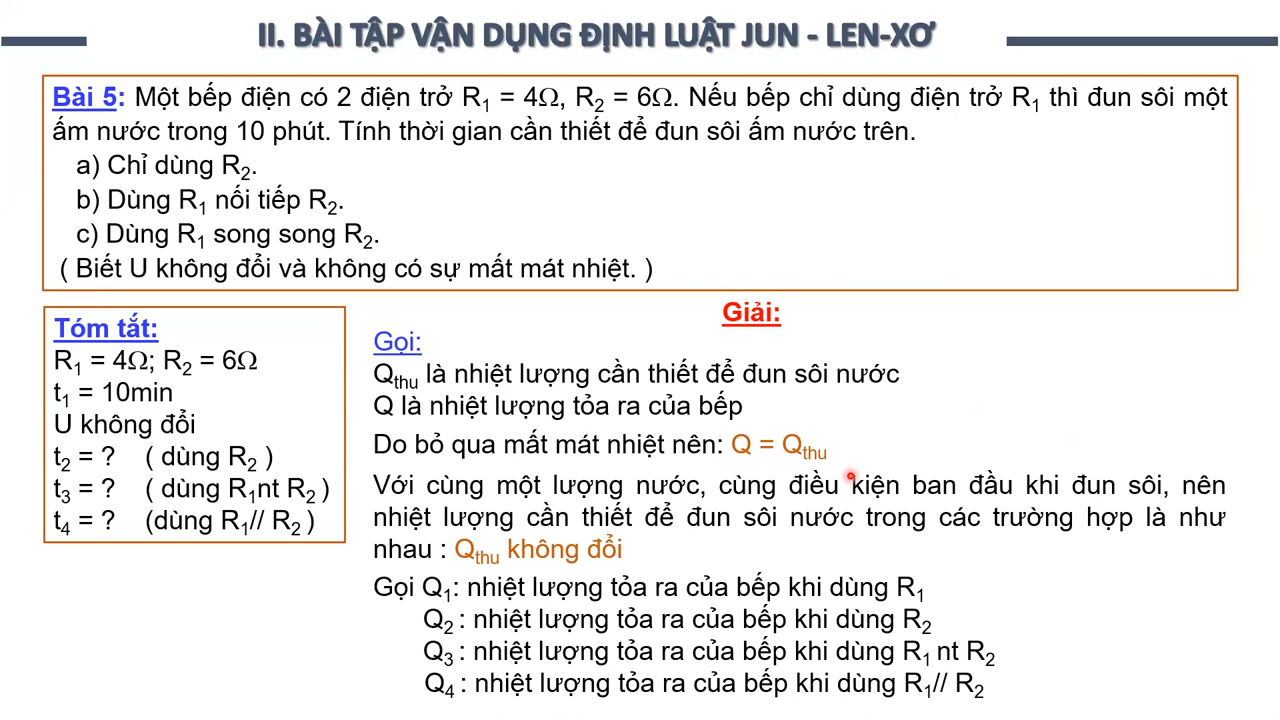 II. BÀI TẬP VẬN DỤNG ĐỊNH LUẬT JUN - LEN-XƠ
Bài 5: Một bếp điện có 2 điện trở R₁ = 4Ω, R₂ = 6Ω. Nếu bếp chỉ dùng điện trở R₁ thì đun sôi một
ấm nước trong 10 phút. Tính thời gian cần thiết để đun sôi ấm nước trên.
a) Chỉ dùng R₂.
b) Dùng R₁ nối tiếp R₂.
c) Dùng R₁ song song R₂.
( Biết U không đổi và không có sự mất mát nhiệt. )
Tóm tắt:
R₁ = 4Ω; R₂ = 6Ω
t₁ = 10min
U không đổi
t₂ = ? ( dùng R₂ )
t₃ = ? ( dùng R₁nt R₂ )
t₄ = ? (dùng R₁// R₂ )
Giải:
Gọi:
Qthu là nhiệt lượng cần thiết để đun sôi nước
Q là nhiệt lượng tỏa ra của bếp
Do bỏ qua mất mát nhiệt nên: Q = Qthu
Với cùng một lượng nước, cùng điều kiện ban đầu khi đun sôi, nên
nhiệt lượng cần thiết để đun sôi nước trong các trường hợp là như
nhau : Qthu không đổi
Gọi Q₁: nhiệt lượng tỏa ra của bếp khi dùng R₁
Q₂ : nhiệt lượng tỏa ra của bếp khi dùng R₂
Q₃ : nhiệt lượng tỏa ra của bếp khi dùng R₁ nt R₂
Q₄ : nhiệt lượng tỏa ra của bếp khi dùng R₁// R₂